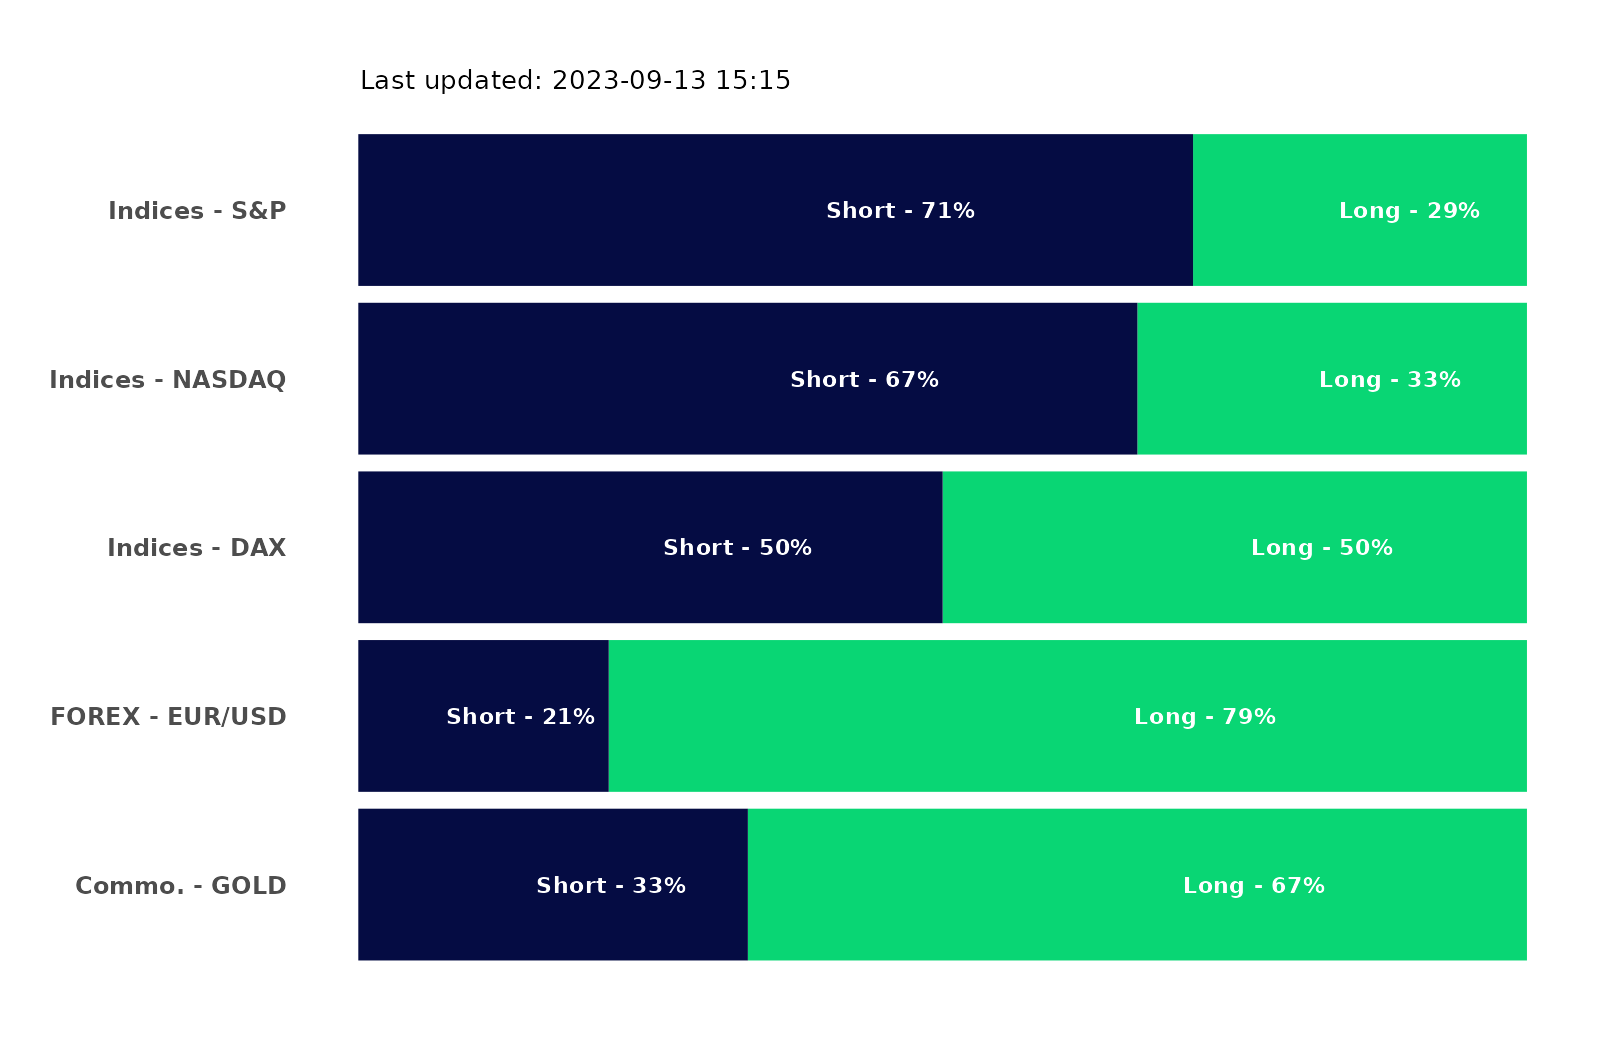 Last updated: 2023-09-13 15:15
Indices - S&P Short - 71% Long - 29%
Indices - NASDAQ Short - 67% Long - 33%
Indices - DAX Short - 50% Long - 50%
FOREX - EUR/USD Short - 21% Long - 79%
Commo. - GOLD Short - 33% Long - 67%